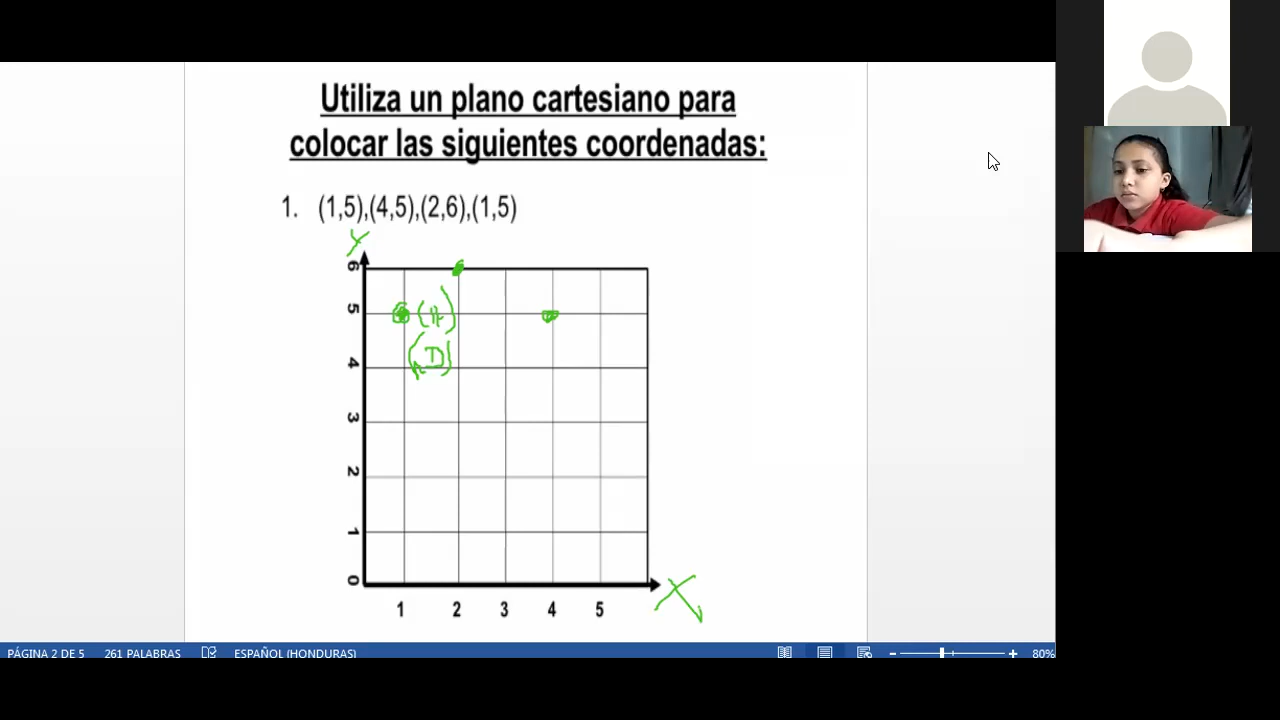 Utiliza un plano cartesiano para
colocar las siguientes coordenadas:
1. (1,5),(4,5),(2,6),(1,5)
Y
6
5
4
3
2
1
0
1 2 3 4 5
X
PÁGINA 2 DE 5 261 PALABRAS ESPAÑOL (HONDURAS) 80%